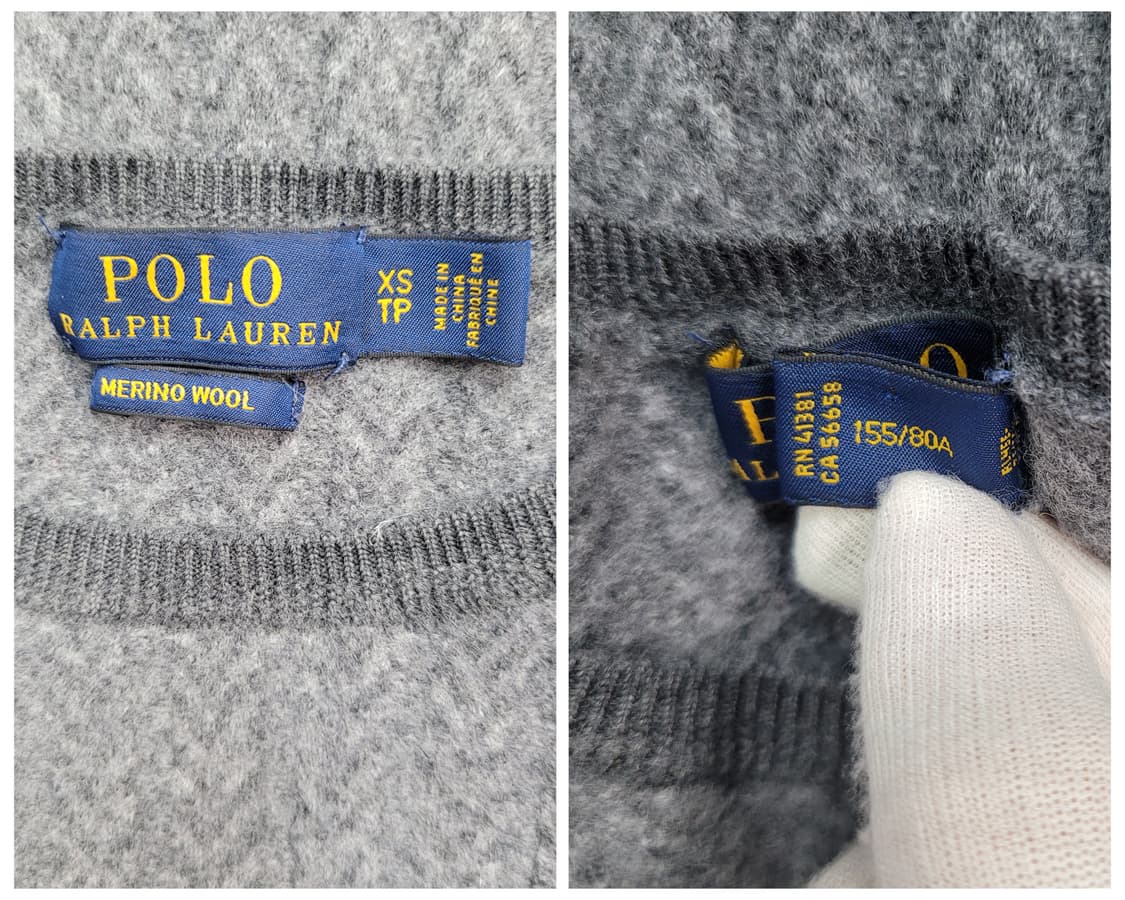 POLO
RALPH LAUREN
XS
TP
MADE IN
CHINA
FABRIQUÉ EN
CHINE
MERINO WOOL
O
P
AL
RN 41381
CA 56658
155/80A